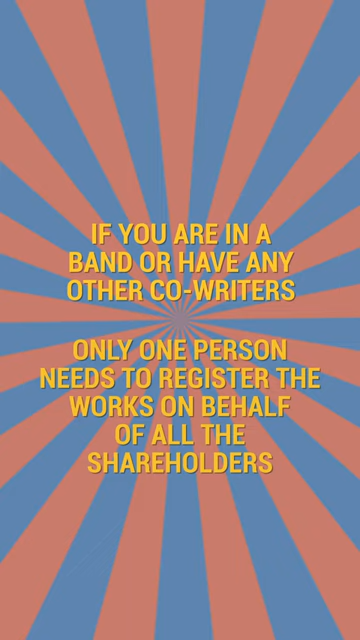 IF YOU ARE IN A
BAND OR HAVE ANY
OTHER CO-WRITERS
ONLY ONE PERSON
NEEDS TO REGISTER THE
WORKS ON BEHALF
OF ALL THE
SHAREHOLDERS